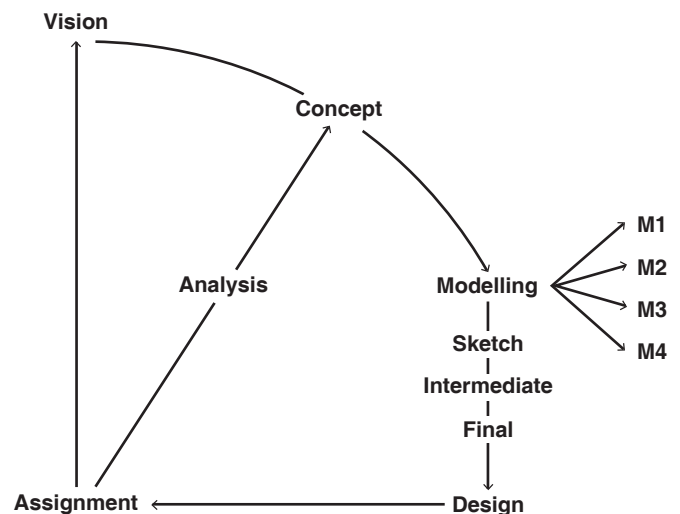 Vision
Concept
M1
M2
Analysis
Modelling
M3
Sketch
M4
Intermediate
Final
Assignment
Design